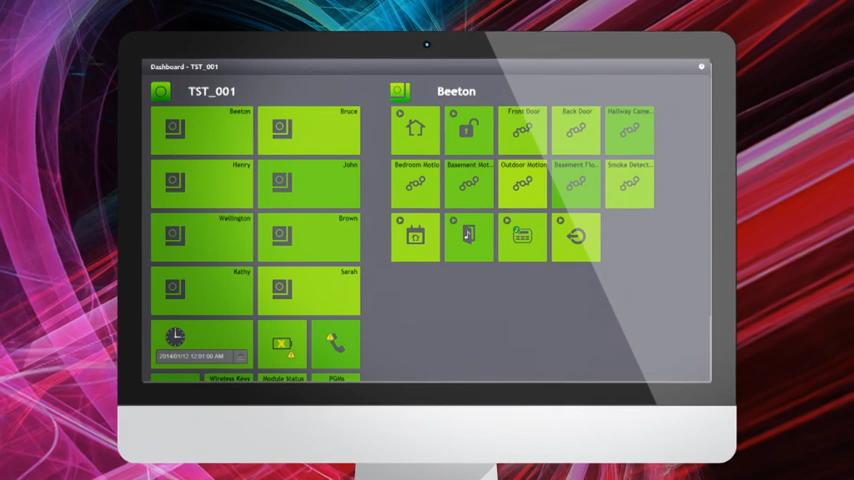 Dashboard - TST_001
TST_001
Beeton
Beeton
Bruce
Henry
John
Wellington
Brown
Kathy
Sarah
2014/01/12 12:01:00 AM
Wireless Keys
Module Status
PGMs
Front Door
Back Door
Hallway Came...
Bedroom Motio
Basement Mot...
Outdoor Motion
Basement Flo...
Smoke Detect...